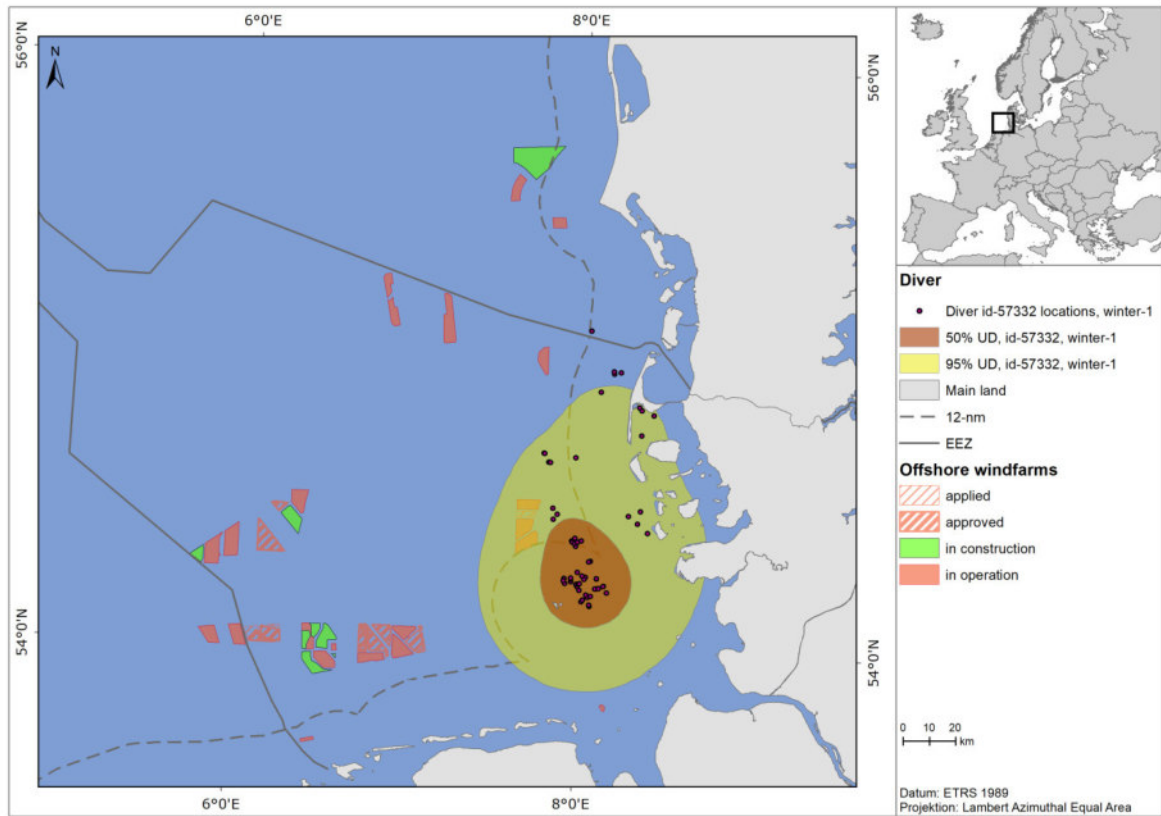 6°0'E
8°0'E
56°0'N
56°0'N
N
54°0'N
54°0'N
6°0'E
8°0'E
Diver
Diver id-57332 locations, winter-1
50% UD, id-57332, winter-1
95% UD, id-57332, winter-1
Main land
12-nm
EEZ
Offshore windfarms
applied
approved
in construction
in operation
0 10 20
km
Datum: ETRS 1989
Projektion: Lambert Azimuthal Equal Area